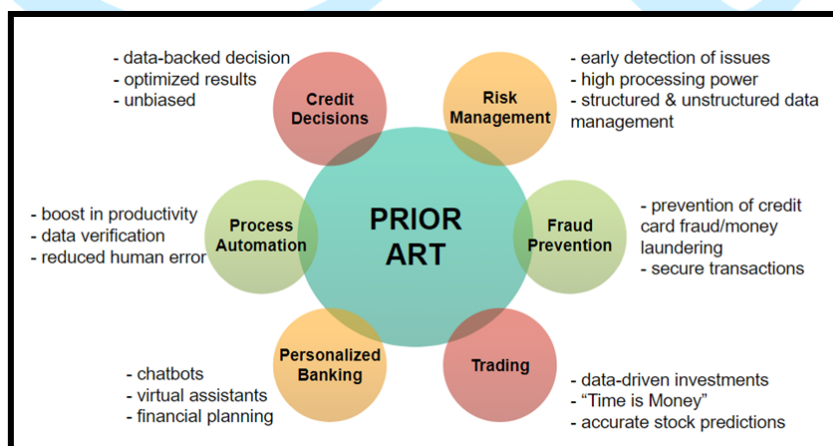 - data-backed decision
- optimized results
- unbiased
Credit
Decisions
Risk
Management
- early detection of issues
- high processing power
- structured & unstructured data
management
- boost in productivity
- data verification
- reduced human error
Process
Automation
PRIOR
ART
Fraud
Prevention
- prevention of credit
card fraud/money
laundering
- secure transactions
- chatbots
- virtual assistants
- financial planning
Personalized
Banking
Trading
- data-driven investments
- “Time is Money”
- accurate stock predictions